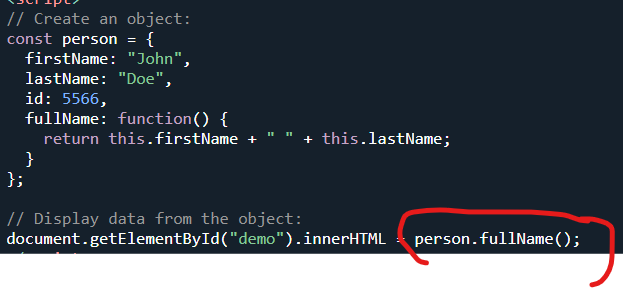 <script>
// Create an object:
const person = {
firstName: "John",
lastName: "Doe",
id: 5566,
fullName: function() {
return this.firstName + " " + this.lastName;
}
};
// Display data from the object:
document.getElementById("demo").innerHTML = person.fullName();